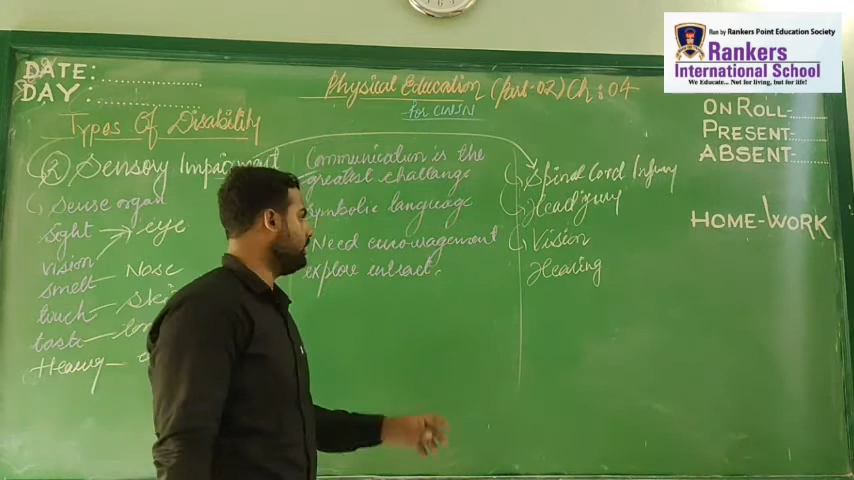 Run by Rankers Point Education Society
Rankers
International School
We Educate... Not for living, but for life!
DATE:
DAY:
Physical Education (Part-02) Ch:04
for CWSN
Types Of Disability
② Sensory Impairment
Sense organ
sight — eye
vision
smell — Nose
touch — Ski
taste —
Hearing —
Communication is the
greatest challange
symbolic language
Need encouragement
explore intract.
Spinal Cord Injury
Head injury
Vision
Hearing
ON ROLL-
PRESENT-
ABSENT-
HOME-WORK